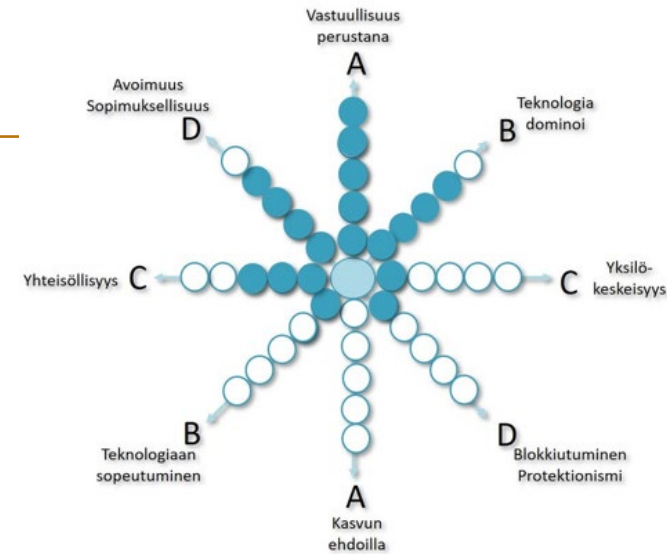 Vastuullisuus
perustana
A
Avoimuus
Sopimuksellisuus
D
Teknologia
dominoi
B
Yhteisöllisyys
C
C
Yksilö-
keskeisyys
B
Teknologiaan
sopeutuminen
D
Blokkiutuminen
Protektionismi
A
Kasvun
ehdoilla